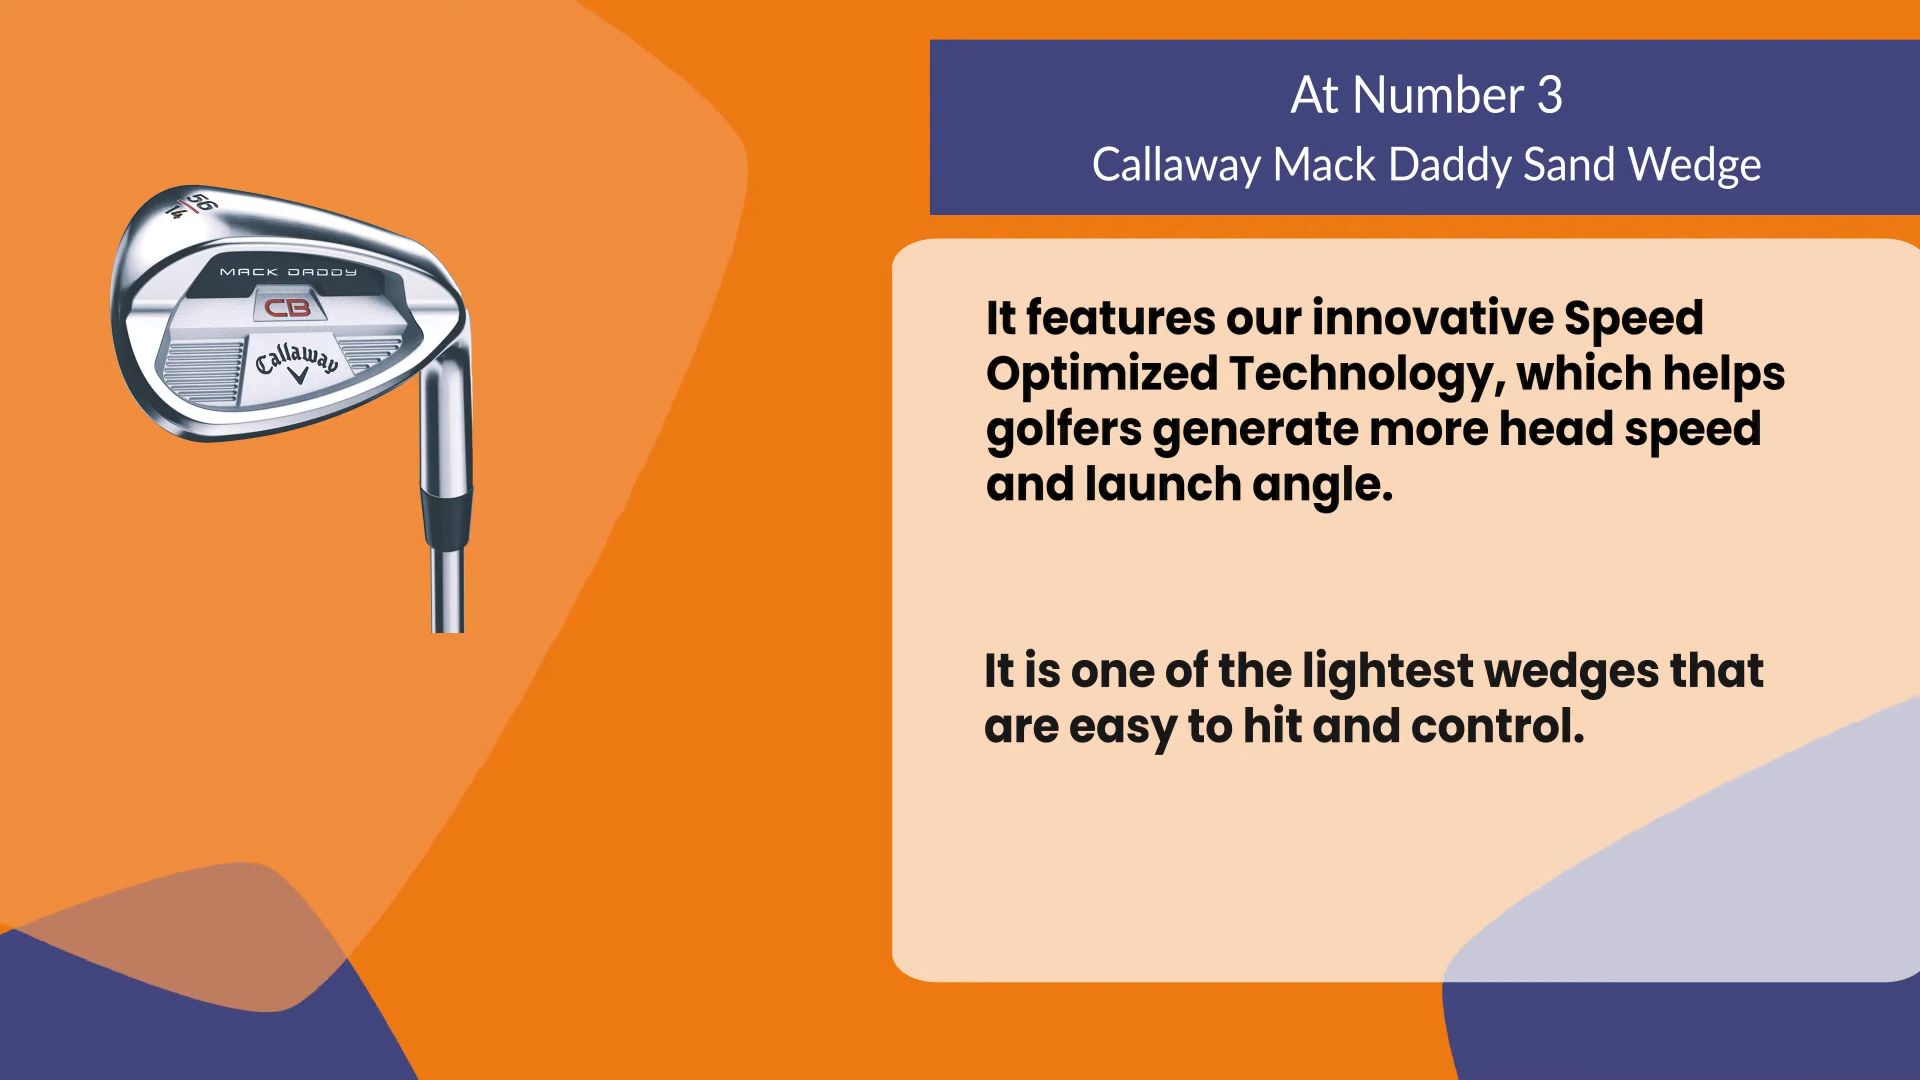 At Number 3
Callaway Mack Daddy Sand Wedge
56
14
MACK DADDY
CB
Callaway
It features our innovative Speed
Optimized Technology, which helps
golfers generate more head speed
and launch angle.
It is one of the lightest wedges that
are easy to hit and control.